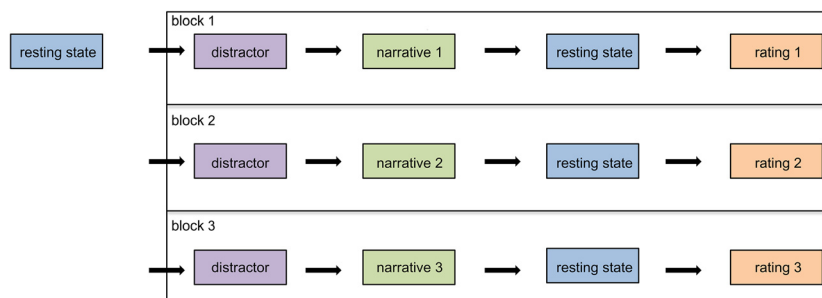 block 1
resting state
distractor
narrative 1
resting state
rating 1
block 2
distractor
narrative 2
resting state
rating 2
block 3
distractor
narrative 3
resting state
rating 3